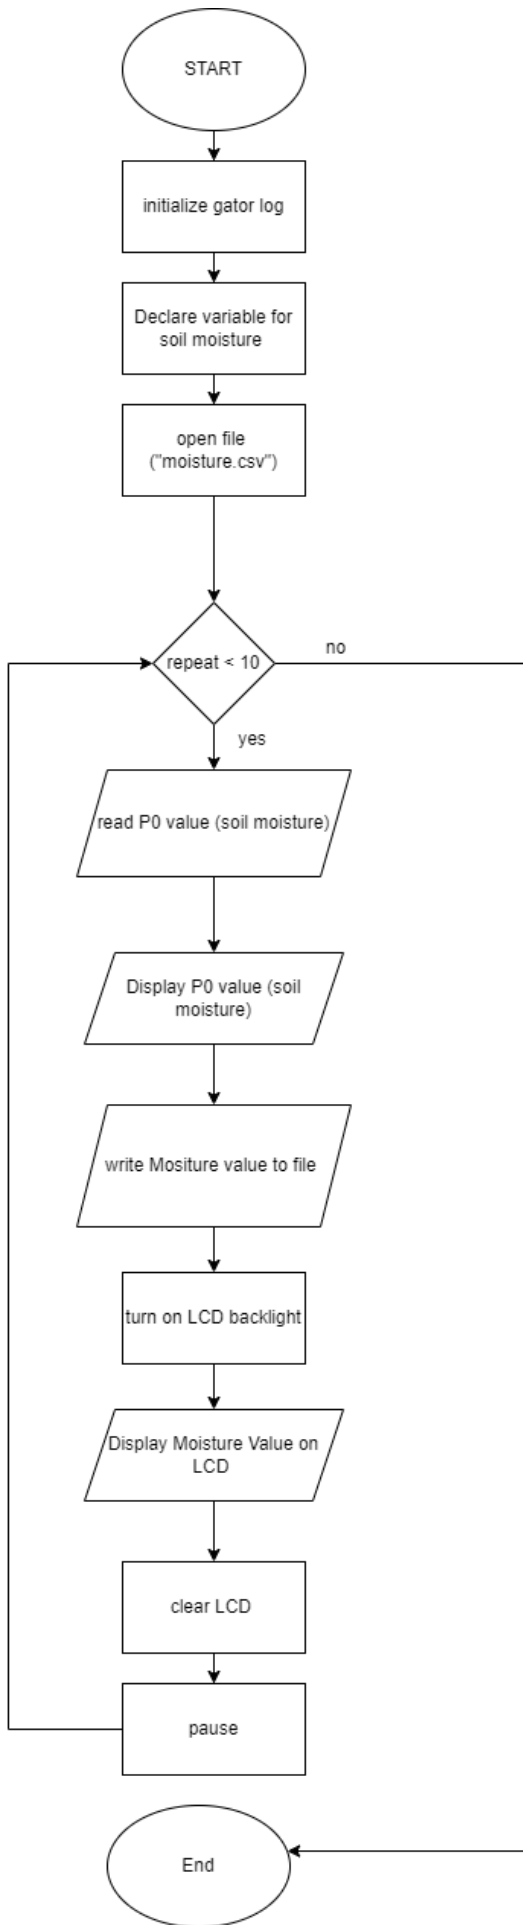 START
initialize gator log
Declare variable for
soil moisture
open file
("moisture.csv")
repeat < 10
no
yes
read P0 value (soil moisture)
Display P0 value (soil
moisture)
write Mositure value to file
turn on LCD backlight
Display Moisture Value on
LCD
clear LCD
pause
End